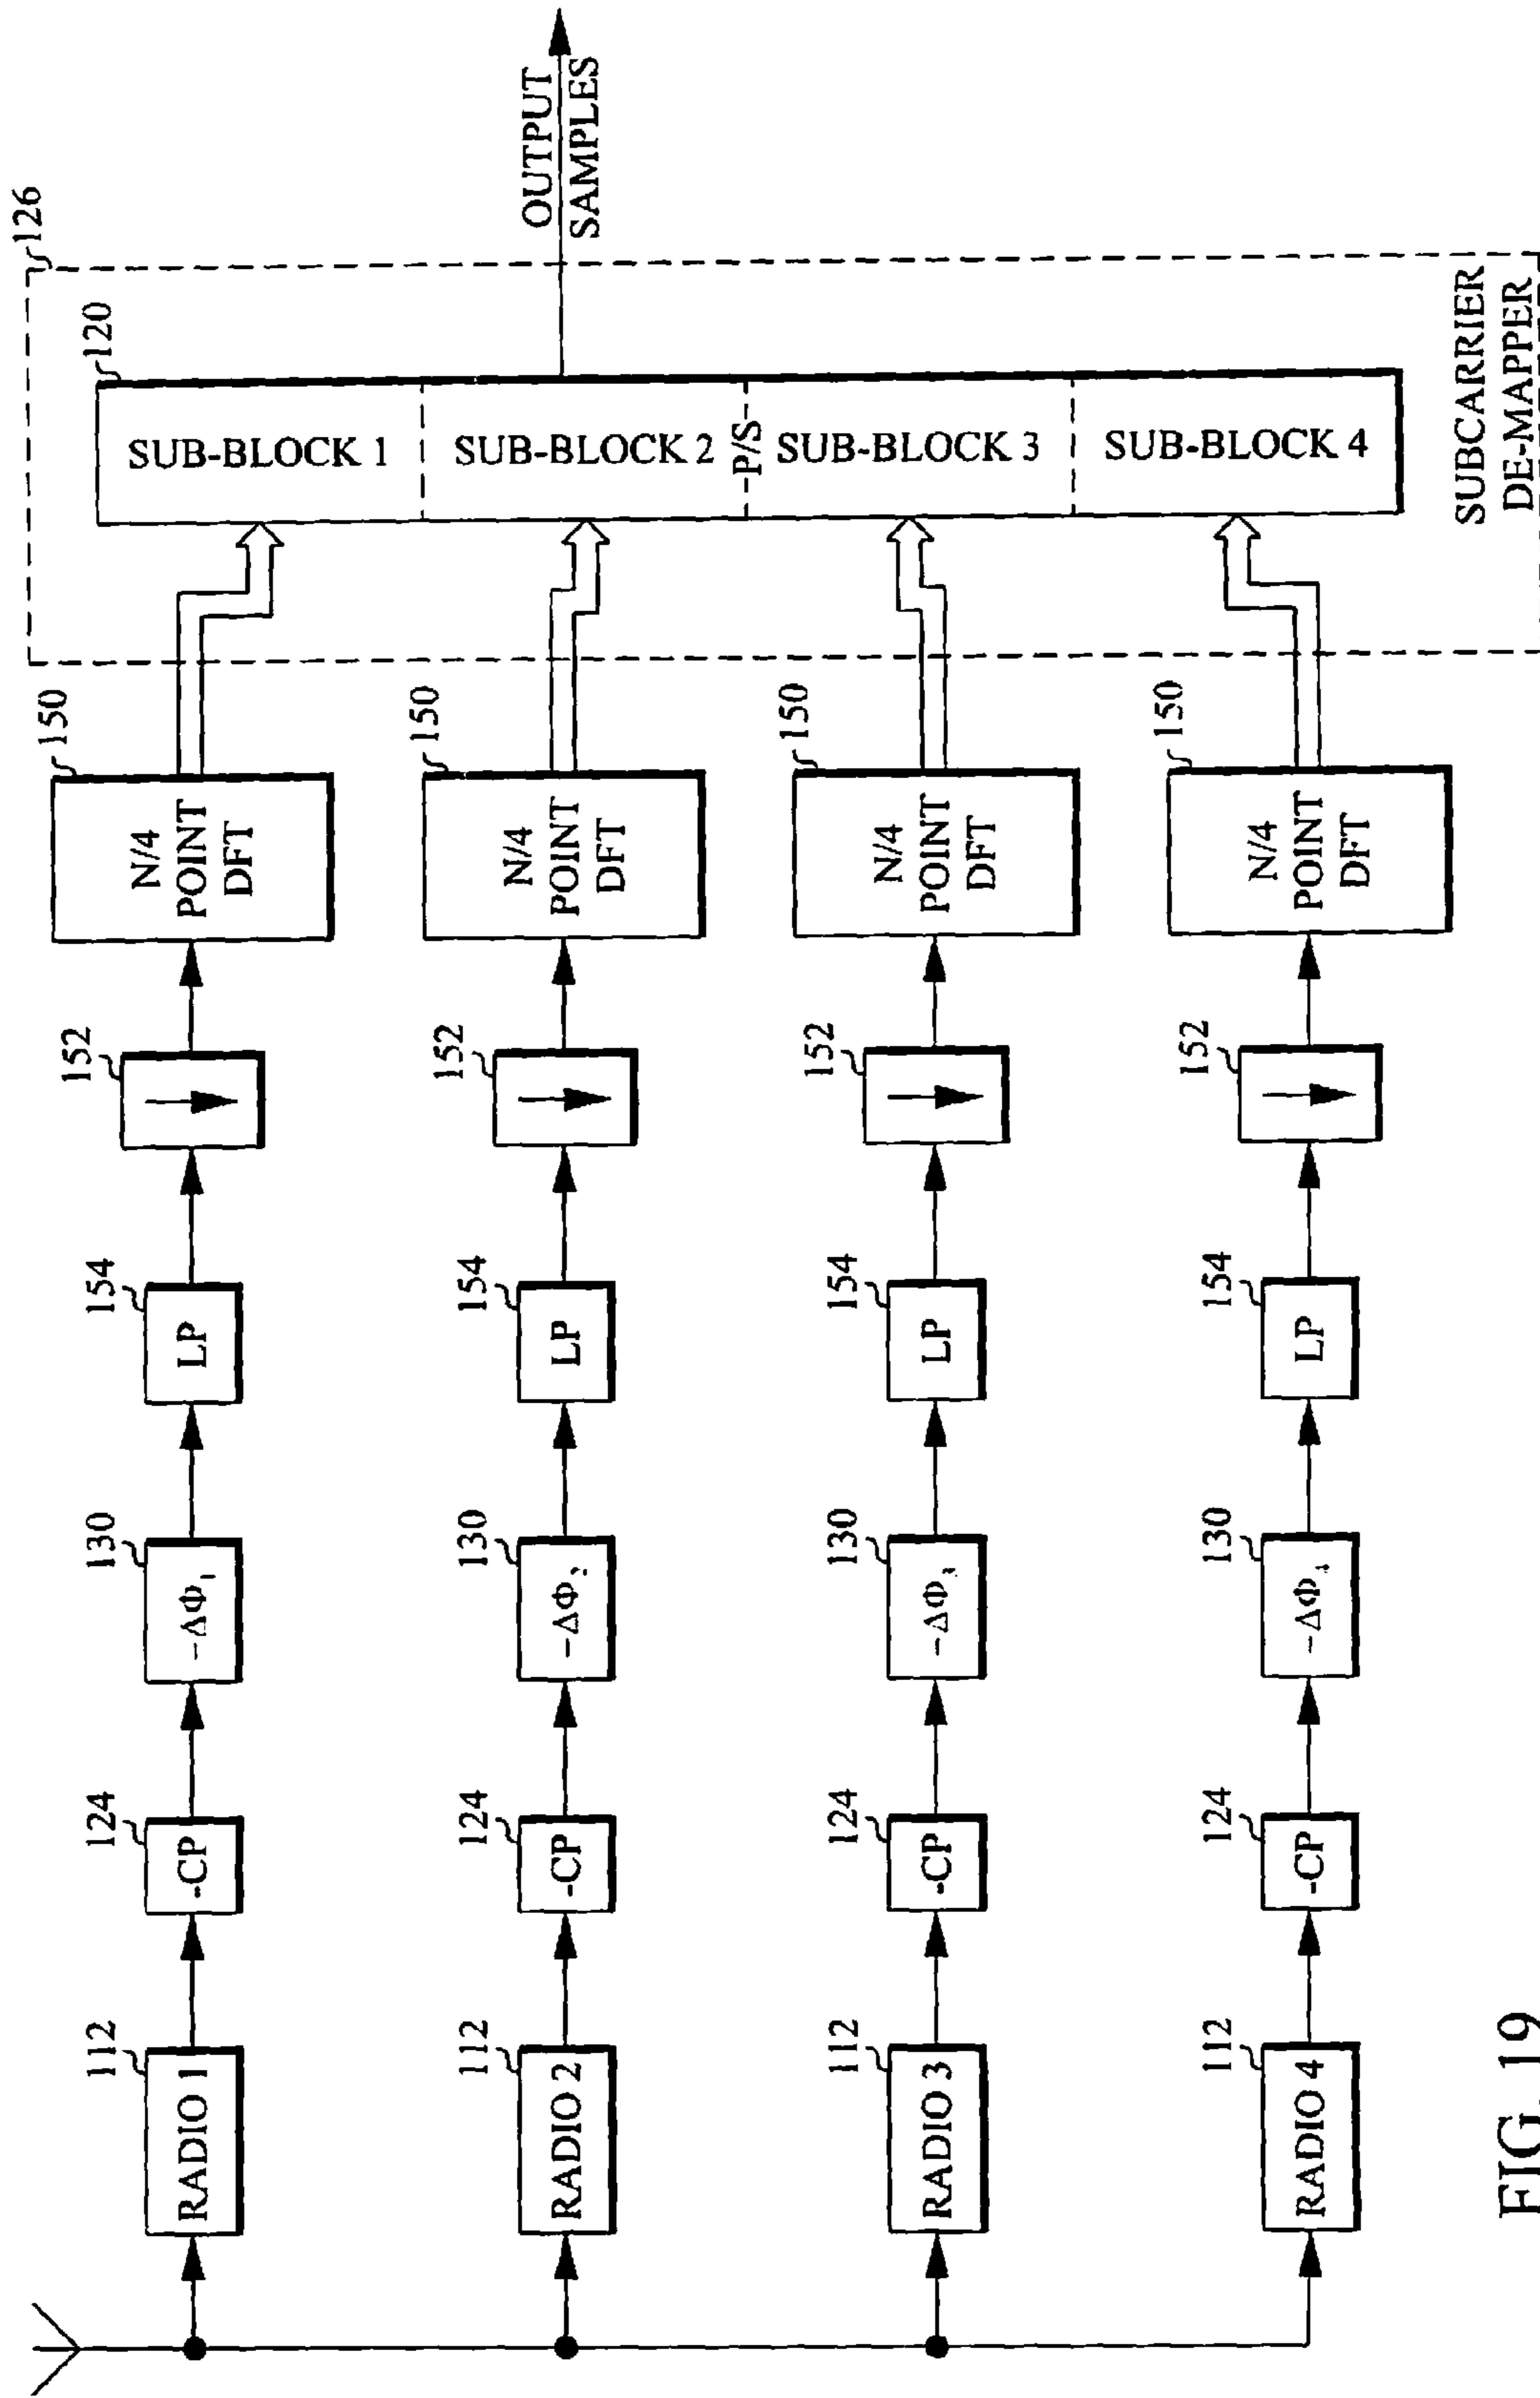 126
120
SUB-BLOCK 1
SUB-BLOCK 2
-P/S-
SUB-BLOCK 3
SUB-BLOCK 4
OUTPUT
SAMPLES
SUBCARRIER
DE-MAPPER
112
RADIO 1
124
-CP
130
-ΔΦ1
154
LP
152
150
N/4
POINT
DFT
112
RADIO 2
124
-CP
130
-ΔΦ2
154
LP
152
150
N/4
POINT
DFT
112
RADIO 3
124
-CP
130
-ΔΦ3
154
LP
152
150
N/4
POINT
DFT
112
RADIO 4
124
-CP
130
-ΔΦ4
154
LP
152
150
N/4
POINT
DFT
FIG. 19